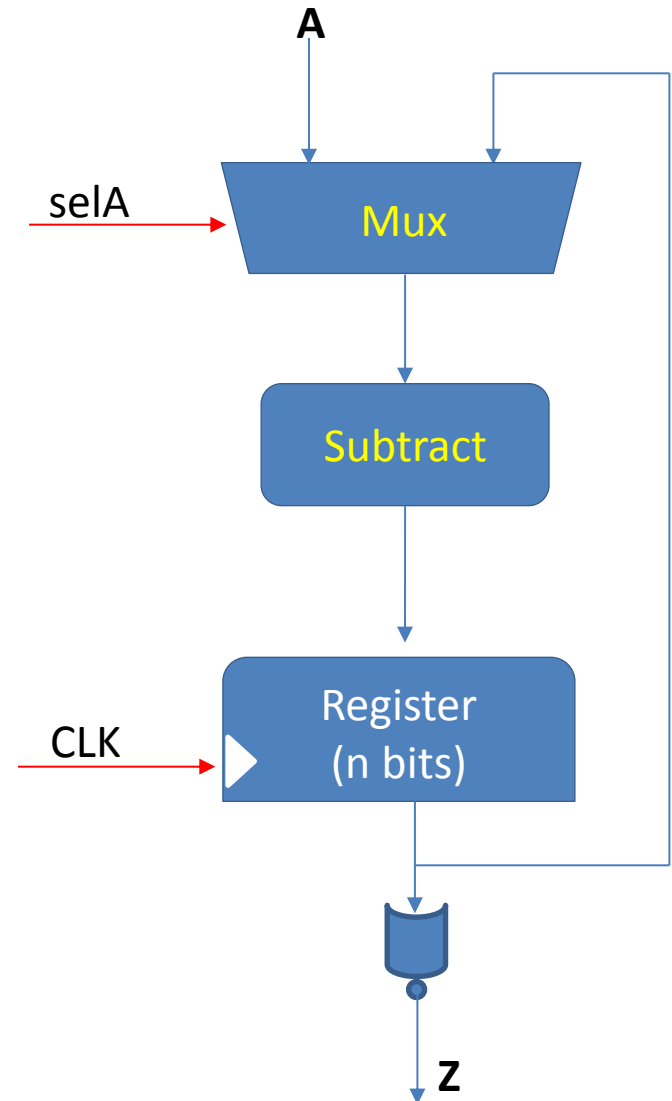 A
selA
Mux
Subtract
CLK
Register
(n bits)
Z